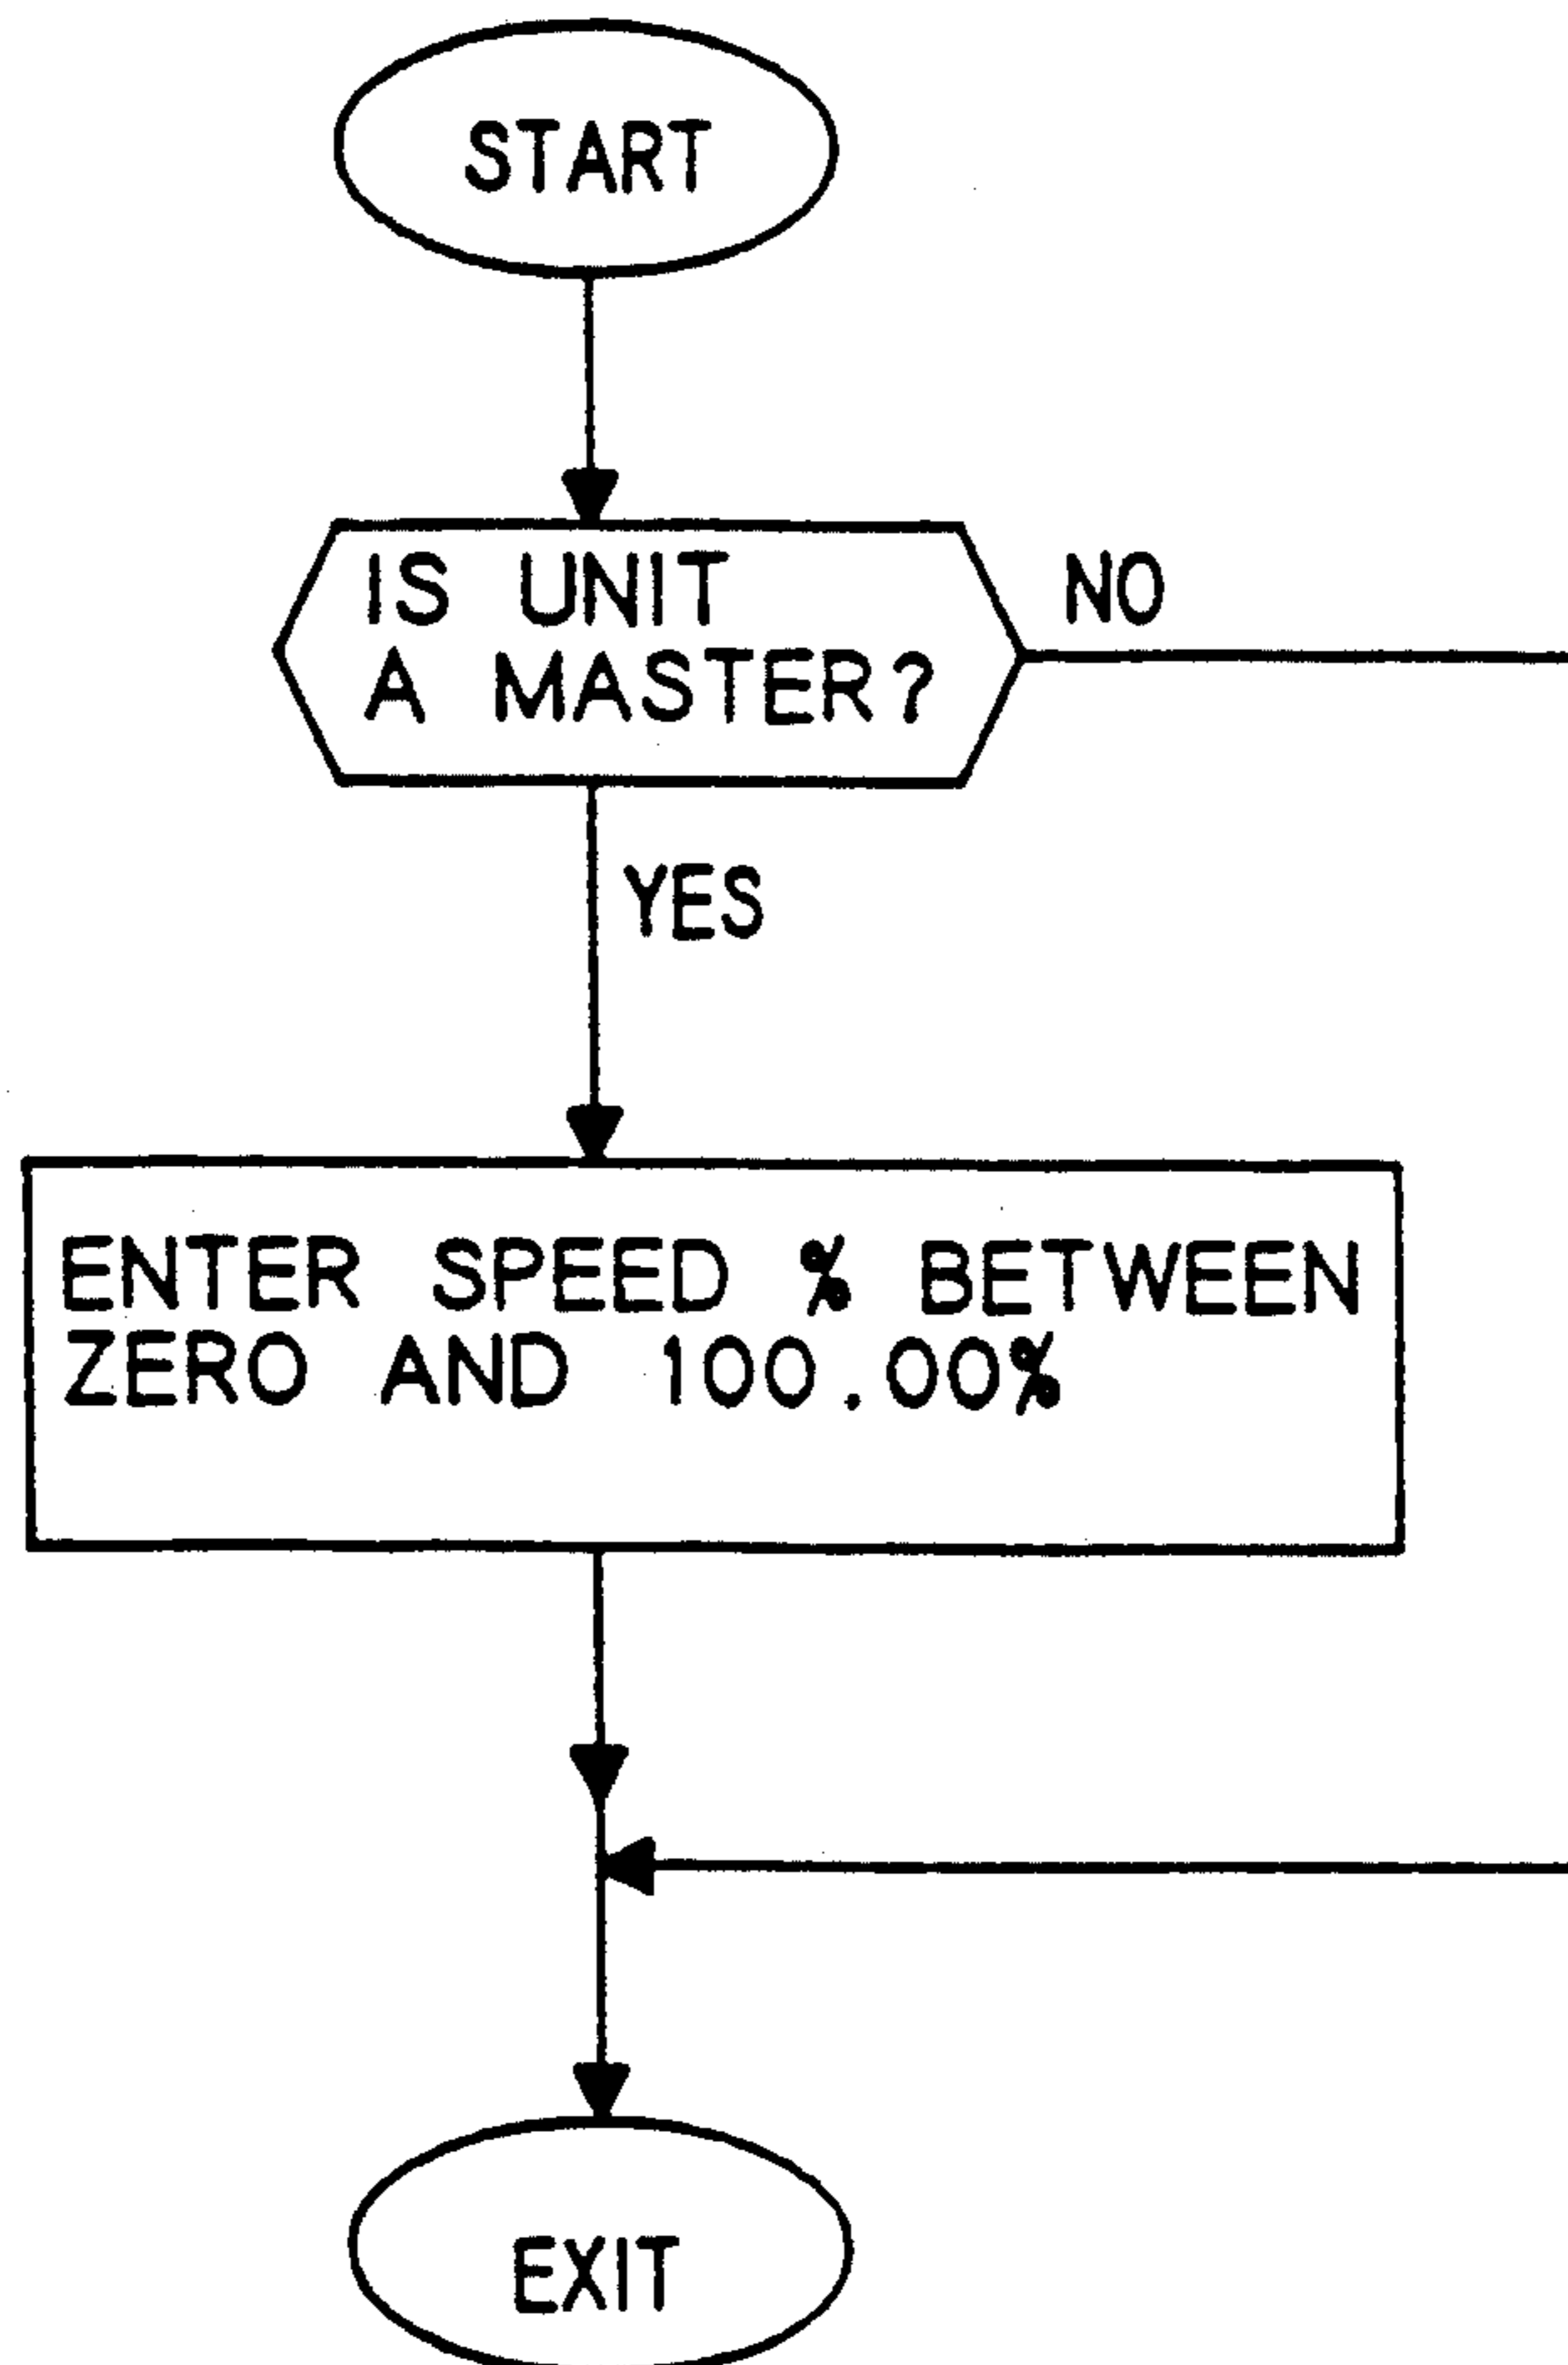 START
IS UNIT
A MASTER?
NO
YES
ENTER SPEED % BETWEEN
ZERO AND 100.00%
EXIT